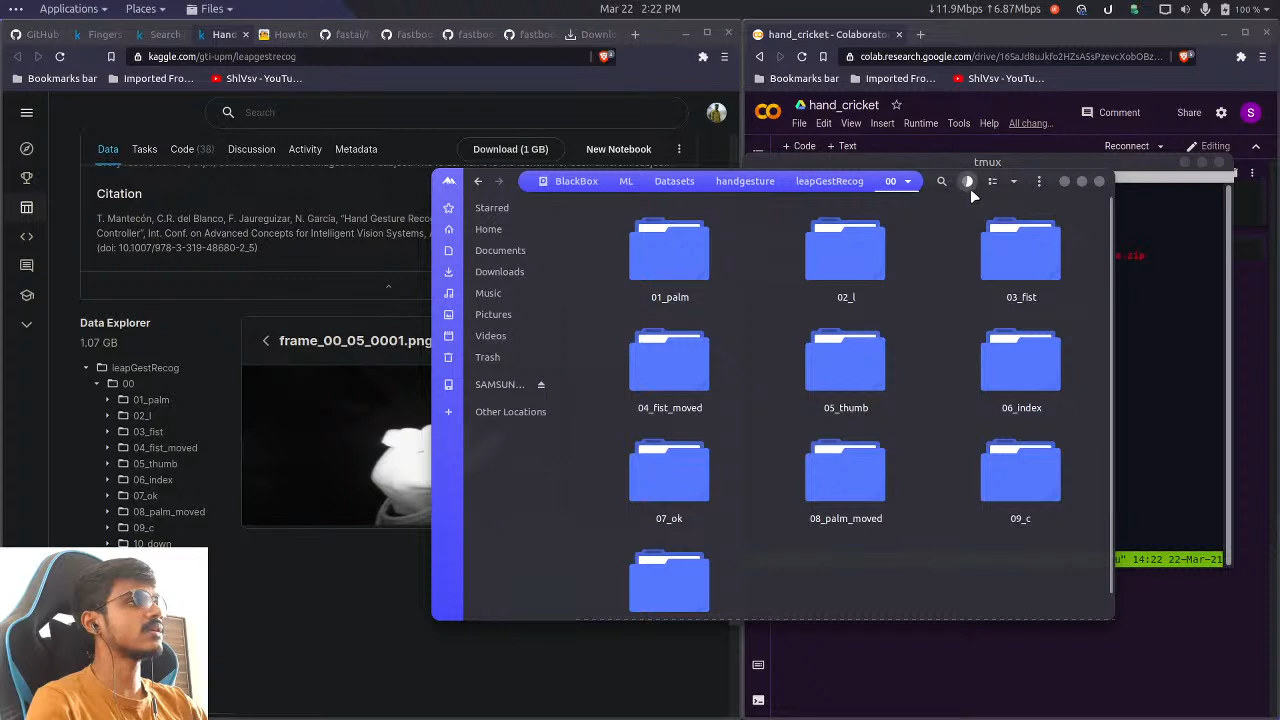 Applications
Places
Files
Mar 22 2:22 PM
↓11.9Mbps ↑6.87Mbps
100 %
GitHub
Fingers
Search
Hand
How to
fastai/
fastboo
fastboo
fastboo
Downlo
hand_cricket - Colaborato
kaggle.com/gti-upm/leapgestrecog
Bookmarks bar
Imported Fro...
ShlVsv - YouTu...
Bookmarks bar
Imported Fro...
ShlVsv - YouTu...
Search
hand_cricket
Comment
Share
S
File Edit View Insert Runtime Tools Help All chang...
Data Tasks Code (38) Discussion Activity Metadata
Download (1 GB)
New Notebook
+ Code + Text
Reconnect
Editing
tmux
Citation
T. Mantecón, C.R. del Blanco, F. Jaureguizar, N. García, “Hand Gesture Reco
Controller”, Int. Conf. on Advanced Concepts for Intelligent Vision Systems, A
(doi: 10.1007/978-3-319-48680-2_5)
Data Explorer
1.07 GB
leapGestRecog
00
01_palm
02_l
03_fist
04_fist_moved
05_thumb
06_index
07_ok
08_palm_moved
09_c
10_down
frame_00_05_0001.png
BlackBox
ML
Datasets
handgesture
leapGestRecog
00
Starred
Home
Documents
Downloads
Music
Pictures
Videos
Trash
SAMSUN...
Other Locations
01_palm
02_l
03_fist
04_fist_moved
05_thumb
06_index
07_ok
08_palm_moved
09_c
.zip
" 14:22 22-Mar-21